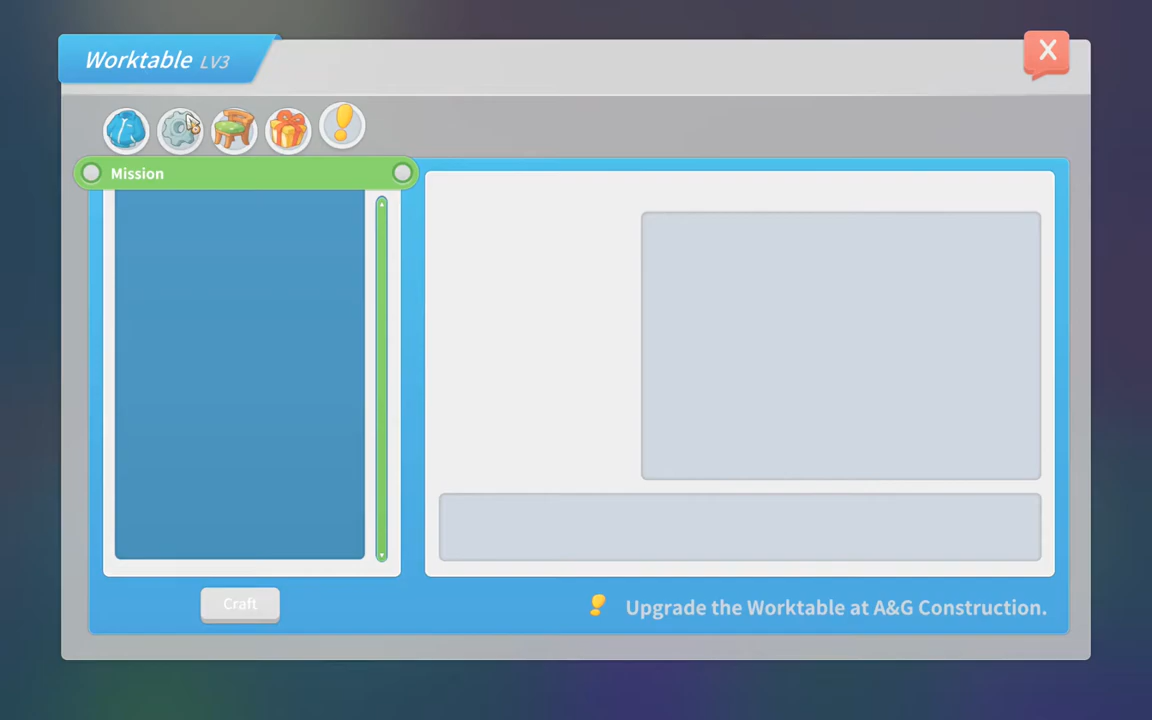 Worktable LV3
X
Mission
Craft
Upgrade the Worktable at A&G Construction.